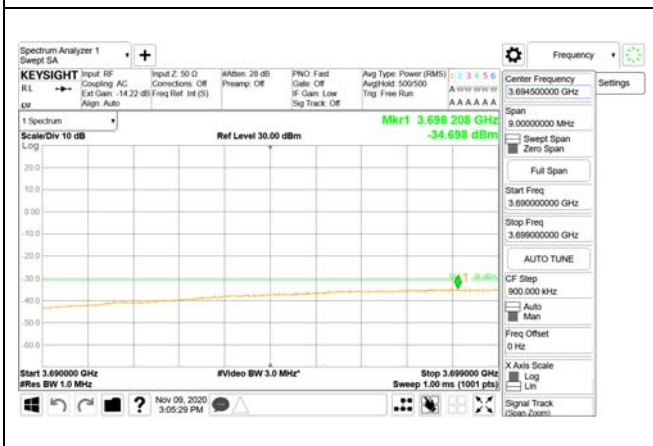 Spectrum Analyzer 1
Swept SA
Frequency
KEYSIGHT
RL
Input: RF
Coupling: AC
Ext Gain: -14.22 dB
Align: Auto
Input Z: 50 Ω
Corrections: Off
Freq Ref: Int (S)
#Atten: 28 dB
Preamp: Off
PNO: Fast
Gate: Off
IF Gain: Low
Sig Track: Off
Avg Type: Power (RMS)
Avg|Hold: 500/500
Trig: Free Run
1 2 3 4 5 6
A W W W W W
A A A A A A
1 Spectrum
Scale/Div 10 dB
Log
Ref Level 30.00 dBm
Mkr1 3.698 208 GHz
-34.698 dBm
20.0
10.0
0.00
-10.0
-20.0
-30.0
-40.0
-50.0
-60.0
1
Start 3.690000 GHz
#Res BW 1.0 MHz
#Video BW 3.0 MHz*
Stop 3.699000 GHz
Sweep 1.00 ms (1001 pts)
Nov 09, 2020
3:05:29 PM
Center Frequency
3.694500000 GHz
Settings
Span
9.00000000 MHz
Swept Span
Zero Span
Full Span
Start Freq
3.690000000 GHz
Stop Freq
3.699000000 GHz
AUTO TUNE
CF Step
900.000 kHz
Auto
Man
Freq Offset
0 Hz
X Axis Scale
Log
Lin
Signal Track
(Span Zoom)